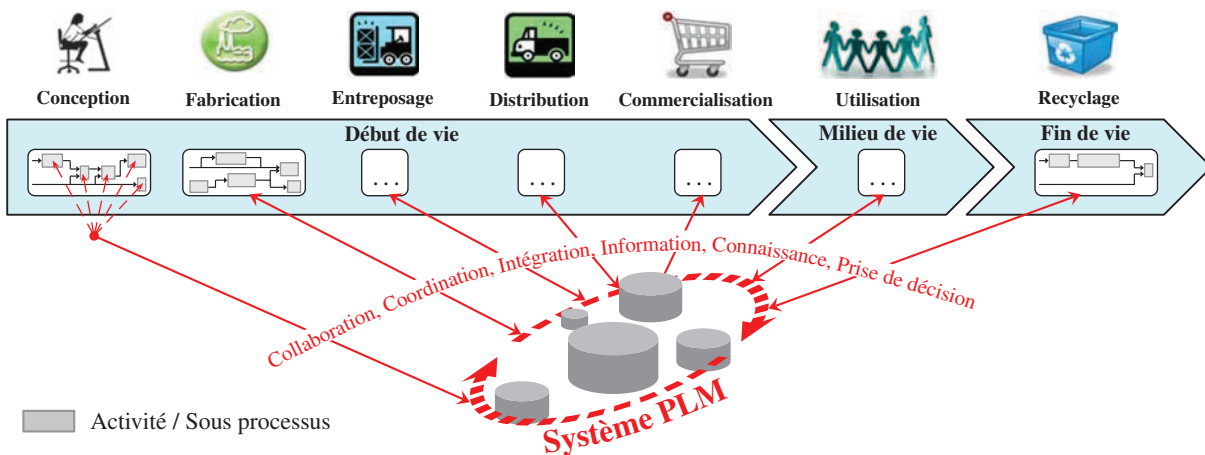 Conception
Fabrication
Entreposage
Distribution
Commercialisation
Utilisation
Recyclage
Début de vie
Milieu de vie
Fin de vie
...
...
...
...
Collaboration, Coordination, Intégration, Information, Connaissance, Prise de décision
Système PLM
Activité / Sous processus